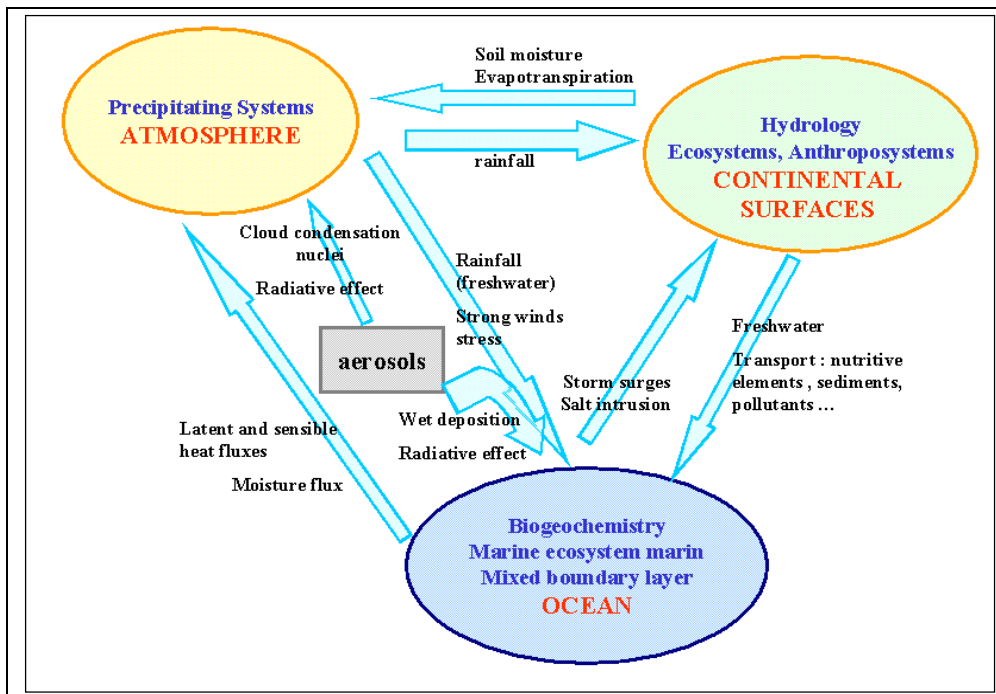 Soil moisture
Evapotranspiration
Precipitating Systems
ATMOSPHERE
rainfall
Hydrology
Ecosystems, Anthroposystems
CONTINENTAL
SURFACES
Cloud condensation
nuclei
Radiative effect
Rainfall
(freshwater)
Strong winds
stress
aerosols
Freshwater
Transport : nutritive
elements , sediments,
pollutants ...
Storm surges
Salt intrusion
Wet deposition
Radiative effect
Latent and sensible
heat fluxes
Moisture flux
Biogeochemistry
Marine ecosystem marin
Mixed boundary layer
OCEAN